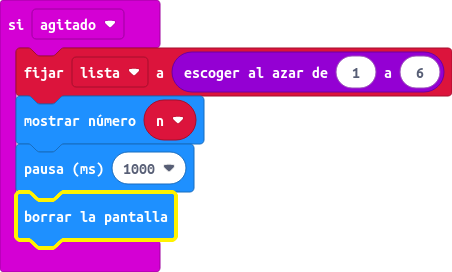 si agitado
fijar lista a escoger al azar de 1 a 6
mostrar número n
pausa (ms) 1000
borrar la pantalla